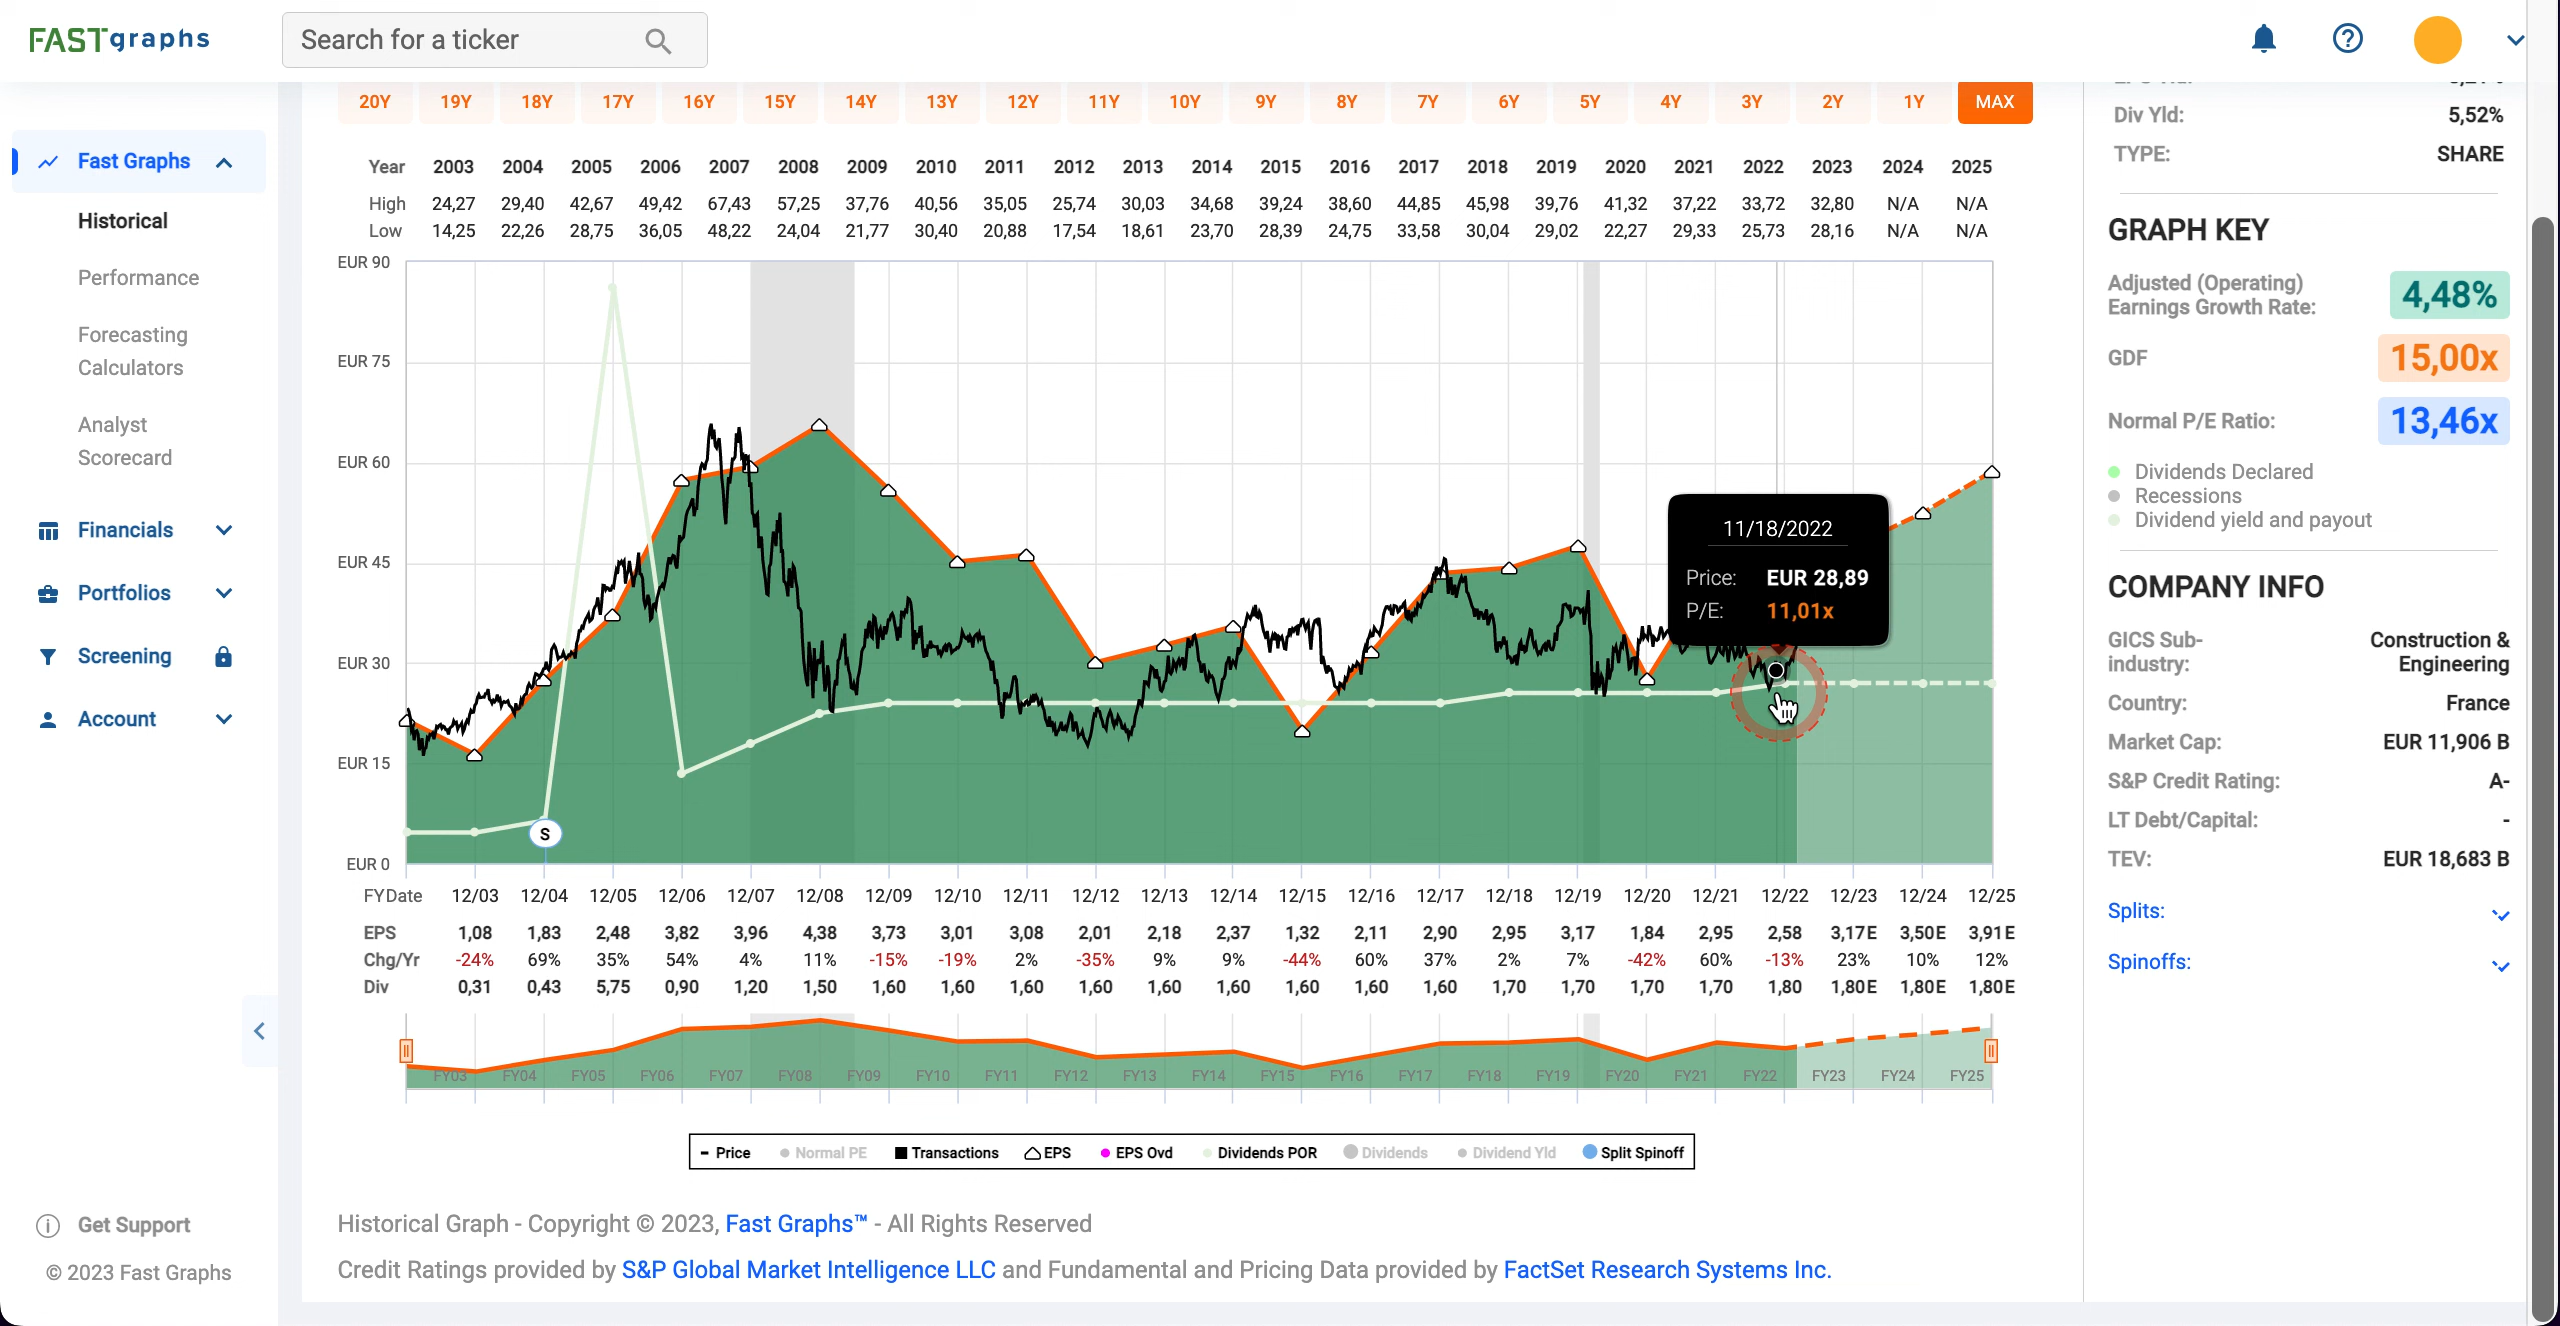 FASTgraphs
Search for a ticker
Fast Graphs
Historical
Performance
Forecasting
Calculators
Analyst
Scorecard
Financials
Portfolios
Screening
Account
Get Support
© 2023 Fast Graphs
20Y 19Y 18Y 17Y 16Y 15Y 14Y 13Y 12Y 11Y 10Y 9Y 8Y 7Y 6Y 5Y 4Y 3Y 2Y 1Y MAX
Year 2003 2004 2005 2006 2007 2008 2009 2010 2011 2012 2013 2014 2015 2016 2017 2018 2019 2020 2021 2022 2023 2024 2025
High 24,27 29,40 42,67 49,42 67,43 57,25 37,76 40,56 35,05 25,74 30,03 34,68 39,24 38,60 44,85 45,98 39,76 41,32 37,22 33,72 32,80 N/A N/A
Low 14,25 22,26 28,75 36,05 48,22 24,04 21,77 30,40 20,88 17,54 18,61 23,70 28,39 24,75 33,58 30,04 29,02 22,27 29,33 25,73 28,16 N/A N/A
EUR 90
EUR 75
EUR 60
EUR 45
EUR 30
EUR 15
EUR 0
11/18/2022
Price: EUR 28,89
P/E: 11,01x
S
FYDate 12/03 12/04 12/05 12/06 12/07 12/08 12/09 12/10 12/11 12/12 12/13 12/14 12/15 12/16 12/17 12/18 12/19 12/20 12/21 12/22 12/23 12/24 12/25
EPS 1,08 1,83 2,48 3,82 3,96 4,38 3,73 3,01 3,08 2,01 2,18 2,37 1,32 2,11 2,90 2,95 3,17 1,84 2,95 2,58 3,17E 3,50E 3,91E
Chg/Yr -24% 69% 35% 54% 4% 11% -15% -19% 2% -35% 9% 9% -44% 60% 37% 2% 7% -42% 60% -13% 23% 10% 12%
Div 0,31 0,43 5,75 0,90 1,20 1,50 1,60 1,60 1,60 1,60 1,60 1,60 1,60 1,60 1,60 1,70 1,70 1,70 1,70 1,80 1,80E 1,80E 1,80E
FY03 FY04 FY05 FY06 FY07 FY08 FY09 FY10 FY11 FY12 FY13 FY14 FY15 FY16 FY17 FY18 FY19 FY20 FY21 FY22 FY23 FY24 FY25
Price Normal PE Transactions EPS EPS Ovd Dividends POR Dividends Dividend Yld Split Spinoff
Historical Graph - Copyright © 2023, Fast Graphs™ - All Rights Reserved
Credit Ratings provided by S&P Global Market Intelligence LLC and Fundamental and Pricing Data provided by FactSet Research Systems Inc.
Div Yld: 5,52%
TYPE: SHARE
GRAPH KEY
Adjusted (Operating)
Earnings Growth Rate: 4,48%
GDF 15,00x
Normal P/E Ratio: 13,46x
Dividends Declared
Recessions
Dividend yield and payout
COMPANY INFO
GICS Sub-
industry: Construction &
Engineering
Country: France
Market Cap: EUR 11,906 B
S&P Credit Rating: A-
LT Debt/Capital: -
TEV: EUR 18,683 B
Splits:
Spinoffs: